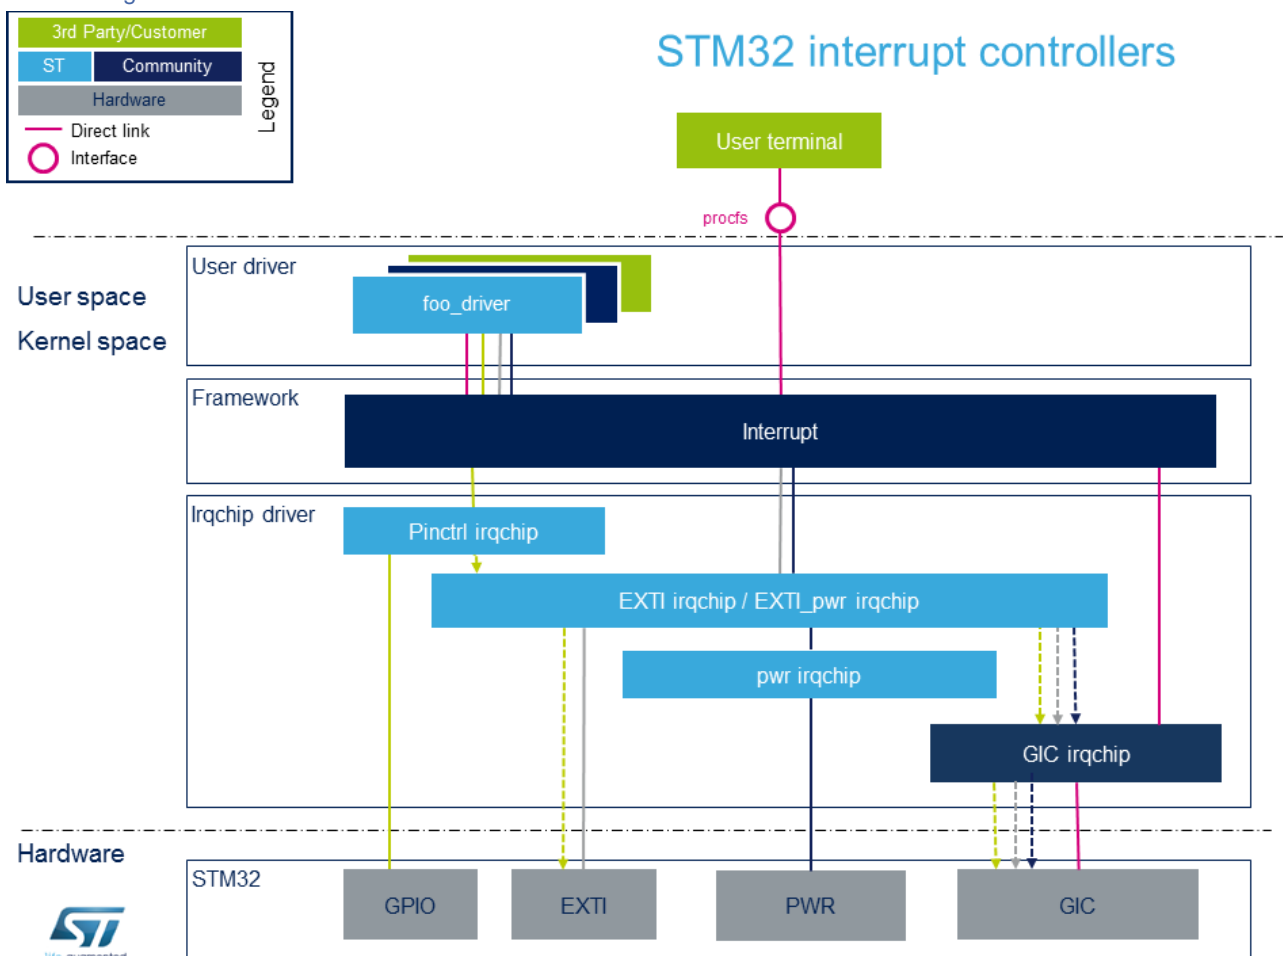 3rd Party/Customer
ST
Community
Hardware
Direct link
Interface
Legend
STM32 interrupt controllers
User terminal
procfs
User driver
foo_driver
User space
Kernel space
Framework
Interrupt
Irqchip driver
Pinctrl irqchip
EXTI irqchip / EXTI_pwr irqchip
pwr irqchip
GIC irqchip
Hardware
STM32
GPIO
EXTI
PWR
GIC
ST